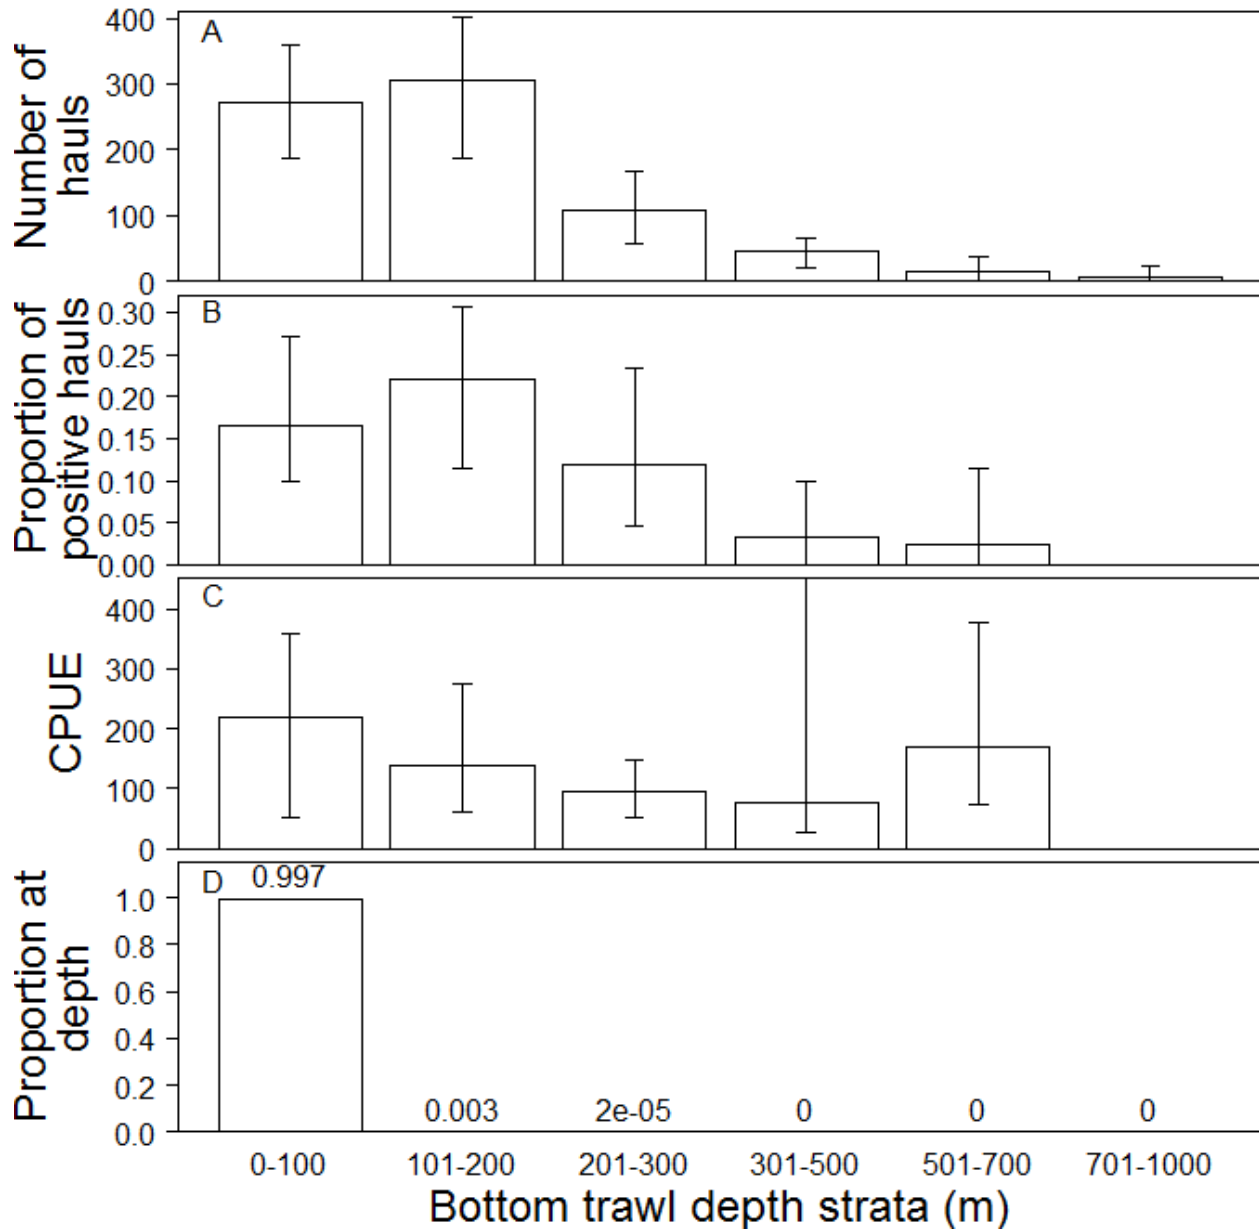 A
Number of
hauls
400
300
200
100
0
B
Proportion of
positive hauls
0.30
0.25
0.20
0.15
0.10
0.05
0.00
C
CPUE
400
300
200
100
0
D
0.997
Proportion at
depth
1.0
0.8
0.6
0.4
0.2
0.0
0.003 2e-05 0 0 0
0-100 101-200 201-300 301-500 501-700 701-1000
Bottom trawl depth strata (m)